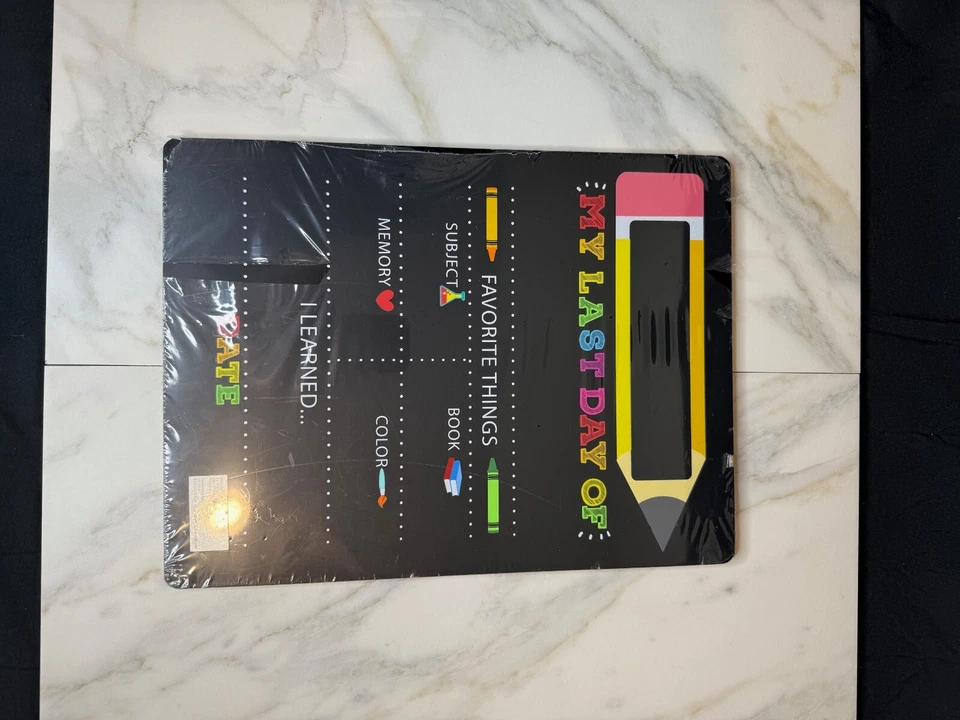 MY LAST DAY OF
FAVORITE THINGS
SUBJECT BOOK
MEMORY COLOR
I LEARNED...
DATE